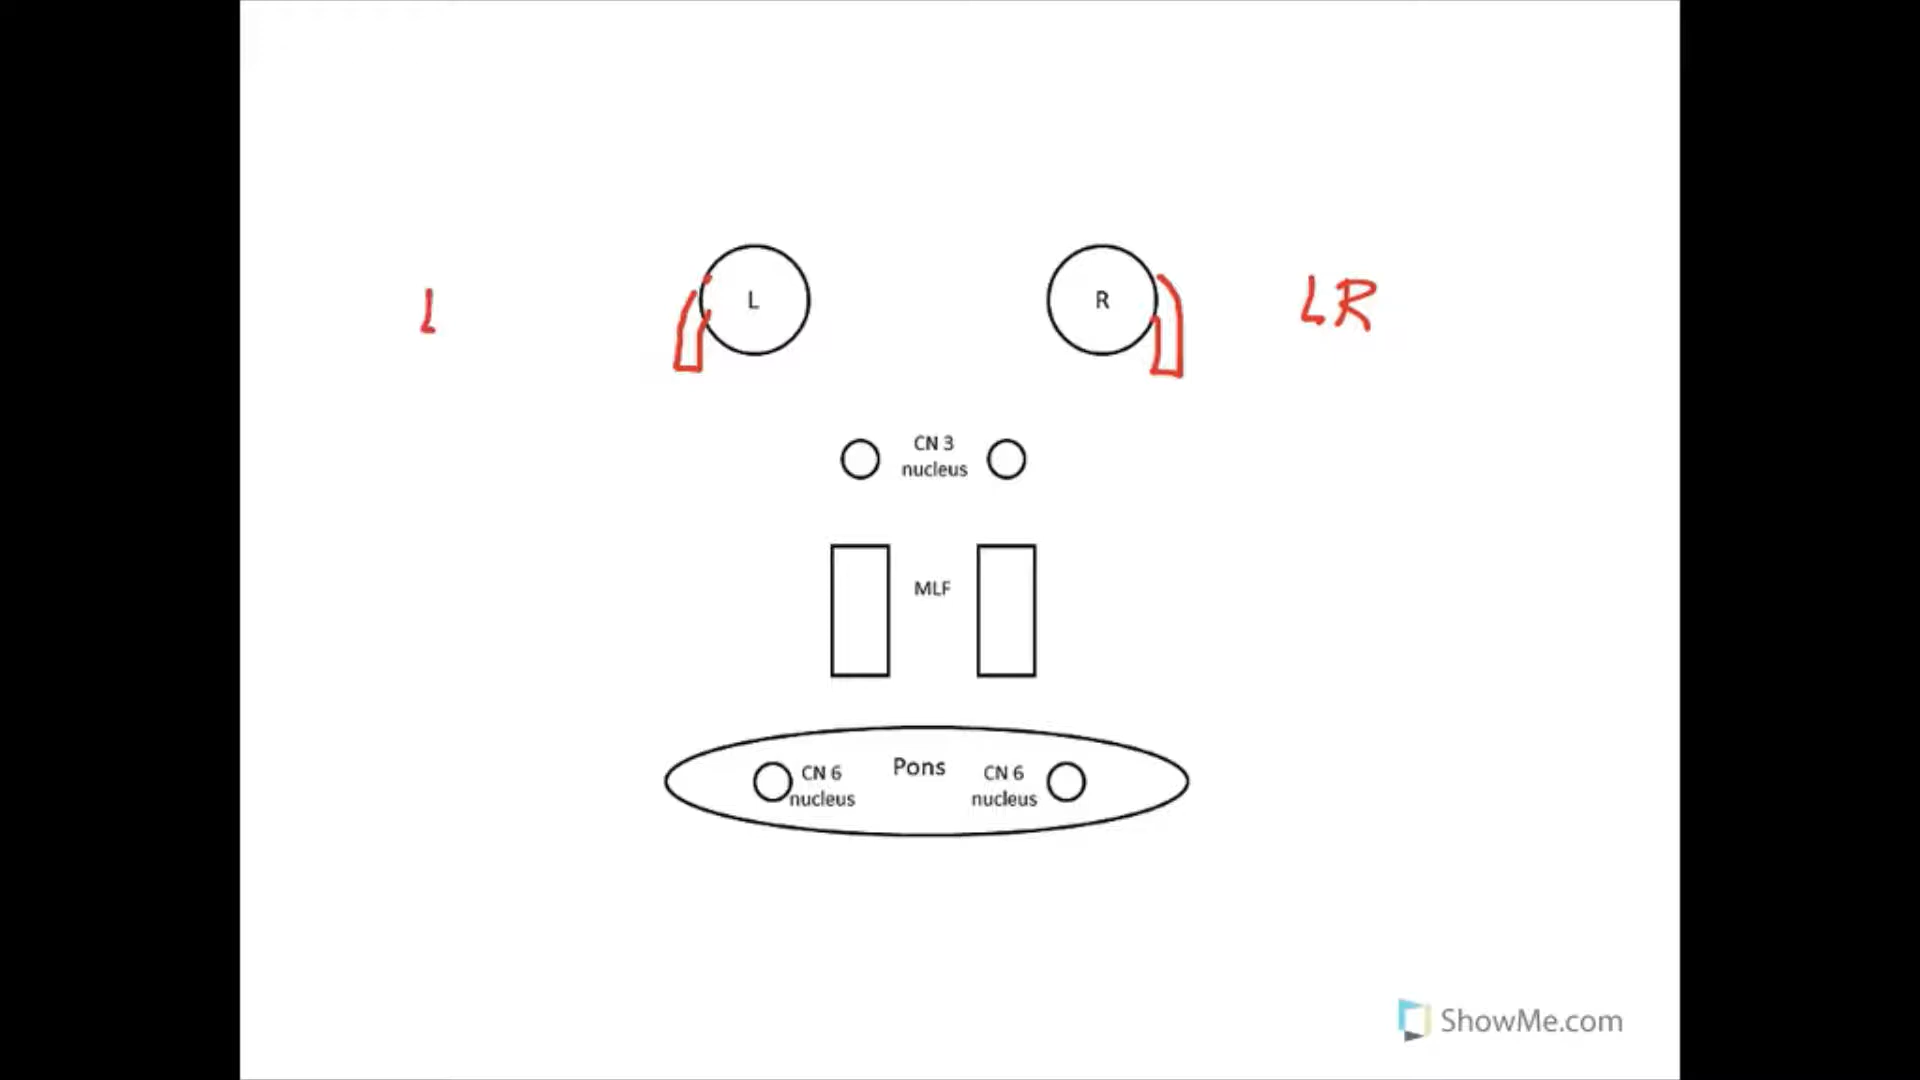 L
R
L
LR
CN 3
nucleus
MLF
Pons
CN 6
nucleus
CN 6
nucleus
ShowMe.com